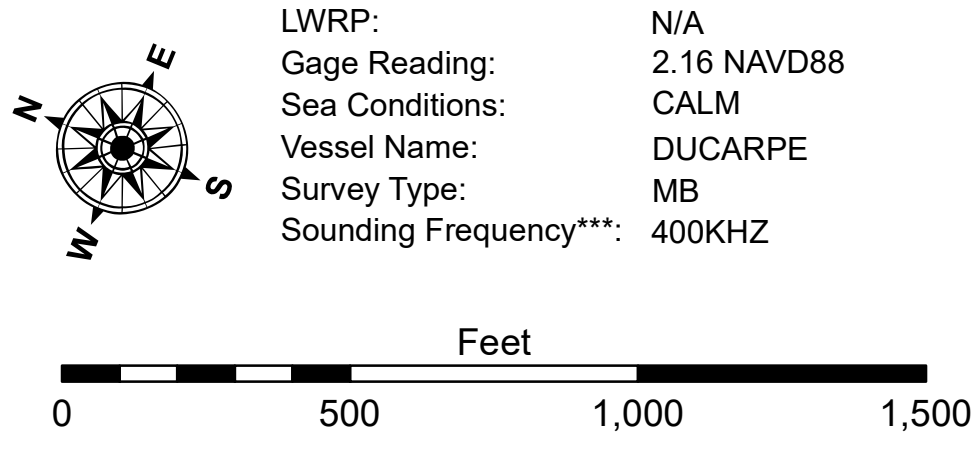 N
E
S
W
LWRP: N/A
Gage Reading: 2.16 NAVD88
Sea Conditions: CALM
Vessel Name: DUCARPE
Survey Type: MB
Sounding Frequency***: 400KHZ
Feet
0 500 1,000 1,500